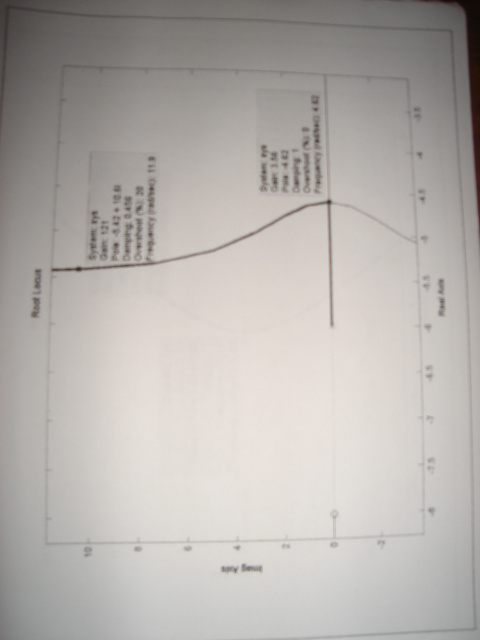 Root Locus
System: sys
Gain: 121
Pole: -5.42 + 10.6i
Damping: 0.456
Overshoot (%): 20
Frequency (rad/sec): 11.9
System: sys
Gain: 3.56
Pole: -4.62
Damping: 1
Overshoot (%): 0
Frequency (rad/sec): 4.62
Imag Axis
10
8
6
4
2
0
-2
-8
-7.5
-7
-6.5
-6
-5.5
-5
-4.5
-4
-3.5
Real Axis